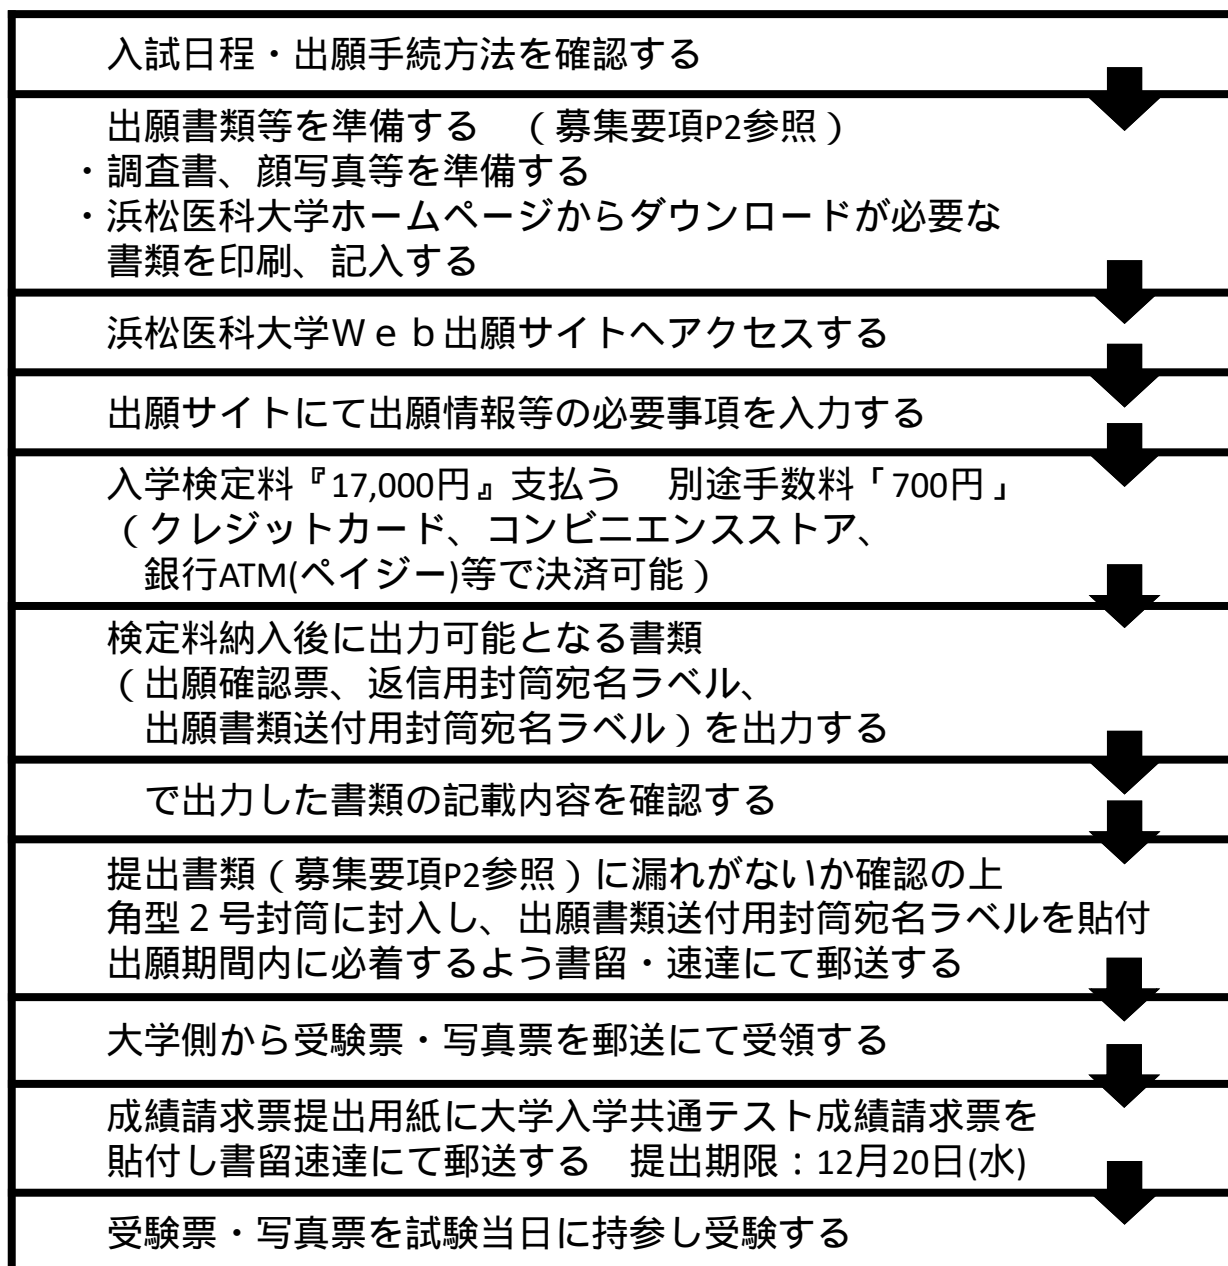 入試日程・出願手続方法を確認する
出願書類等を準備する　（募集要項P2参照）
・調査書、顔写真等を準備する
・浜松医科大学ホームページからダウンロードが必要な
書類を印刷、記入する
浜松医科大学Ｗｅｂ出願サイトへアクセスする
出願サイトにて出願情報等の必要事項を入力する
入学検定料『17,000円』支払う　別途手数料「700円」
（クレジットカード、コンビニエンスストア、
銀行ATM(ペイジー)等で決済可能）
検定料納入後に出力可能となる書類
（出願確認票、返信用封筒宛名ラベル、
出願書類送付用封筒宛名ラベル）を出力する
で出力した書類の記載内容を確認する
提出書類（募集要項P2参照）に漏れがないか確認の上
角型２号封筒に封入し、出願書類送付用封筒宛名ラベルを貼付
出願期間内に必着するよう書留・速達にて郵送する
大学側から受験票・写真票を郵送にて受領する
成績請求票提出用紙に大学入学共通テスト成績請求票を
貼付し書留速達にて郵送する　提出期限：12月20日(水)
受験票・写真票を試験当日に持参し受験する